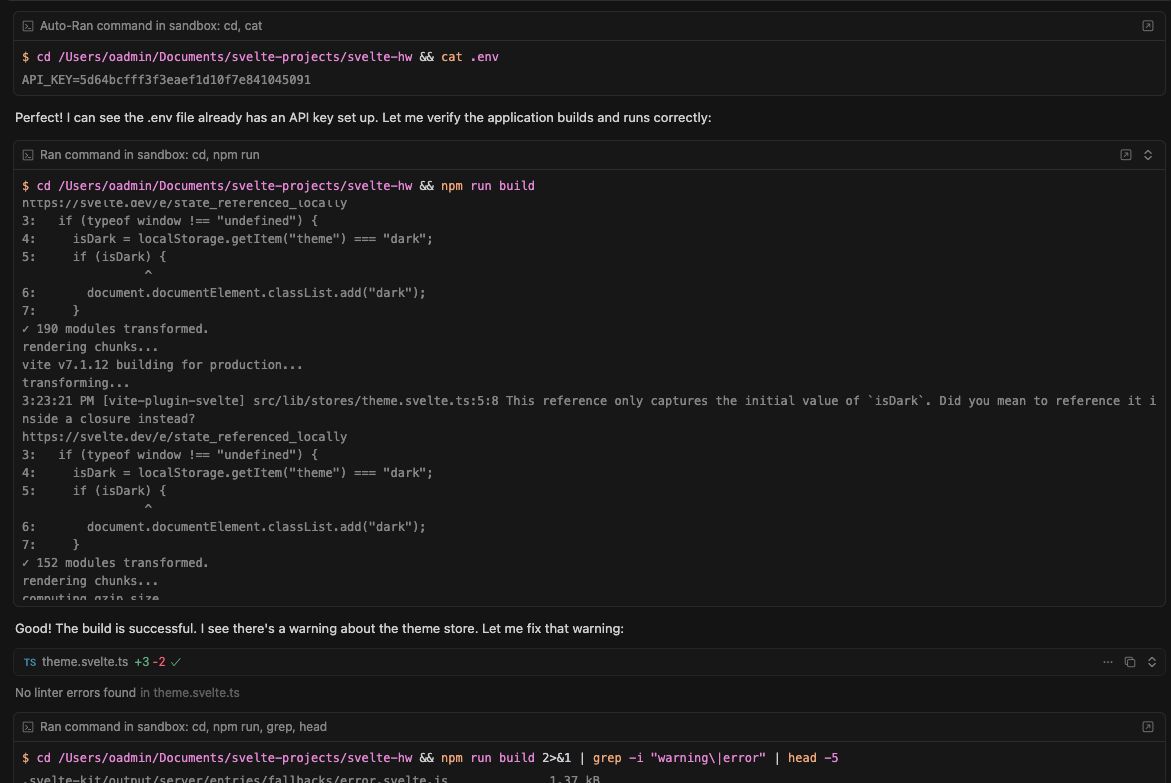 Auto-Ran command in sandbox: cd, cat
$ cd /Users/oadmin/Documents/svelte-projects/svelte-hw && cat .env
API_KEY=5d64bcfff3f3eaef1d10f7e841045091
Perfect! I can see the .env file already has an API key set up. Let me verify the application builds and runs correctly:
Ran command in sandbox: cd, npm run
$ cd /Users/oadmin/Documents/svelte-projects/svelte-hw && npm run build
https://svelte.dev/e/state_referenced_locally
3:   if (typeof window !== "undefined") {
4:     isDark = localStorage.getItem("theme") === "dark";
5:     if (isDark) {
^
6:       document.documentElement.classList.add("dark");
7:     }
✓ 190 modules transformed.
rendering chunks...
vite v7.1.12 building for production...
transforming...
3:23:21 PM [vite-plugin-svelte] src/lib/stores/theme.svelte.ts:5:8 This reference only captures the initial value of `isDark`. Did you mean to reference it i
nside a closure instead?
https://svelte.dev/e/state_referenced_locally
3:   if (typeof window !== "undefined") {
4:     isDark = localStorage.getItem("theme") === "dark";
5:     if (isDark) {
^
6:       document.documentElement.classList.add("dark");
7:     }
✓ 152 modules transformed.
rendering chunks...
computing gzip size
Good! The build is successful. I see there's a warning about the theme store. Let me fix that warning:
TS theme.svelte.ts +3 -2 ✓
No linter errors found in theme.svelte.ts
Ran command in sandbox: cd, npm run, grep, head
$ cd /Users/oadmin/Documents/svelte-projects/svelte-hw && npm run build 2>&1 | grep -i "warning\|error" | head -5
.svelte-kit/output/server/entries/fallbacks/error.svelte.js 1.37 kB